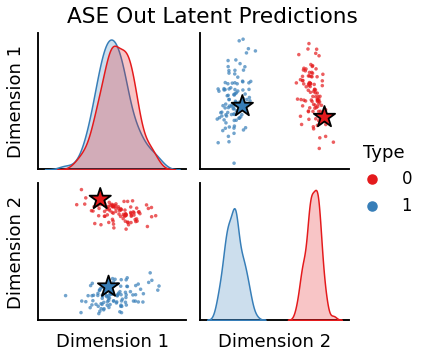 ASE Out Latent Predictions
Dimension 1
Dimension 2
Type
0
1
Dimension 1
Dimension 2